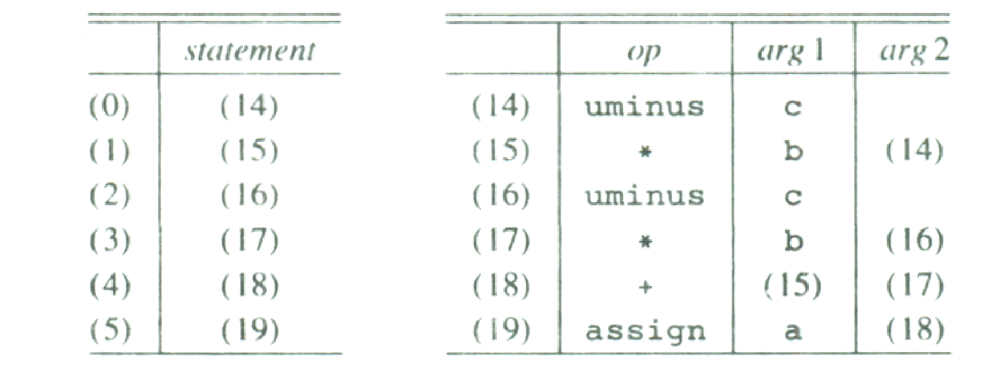 statement op arg 1 arg 2
(0) (14) (14) uminus c
(1) (15) (15) * b (14)
(2) (16) (16) uminus c
(3) (17) (17) * b (16)
(4) (18) (18) + (15) (17)
(5) (19) (19) assign a (18)